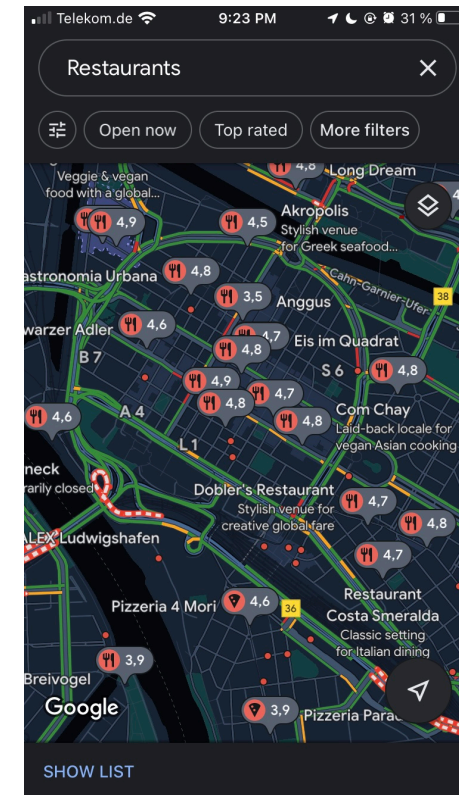 Telekom.de 9:23 PM 31 %
Restaurants
Open now Top rated More filters
Veggie & vegan
food with a global...
4,8 Long Dream
4,9
4,5 Akropolis
Stylish venue
for Greek seafood...
astronomia Urbana 4,8
Cahn-Garnier-Ufer
38
3,5 Anggus
warzer Adler 4,6
4,7 Eis im Quadrat
4,8
B 7
S 6 4,8
4,9
4,8 4,7
Com Chay
Laid-back locale for
vegan Asian cooking
4,6
A 4
4,8
L 1
neck
rarily closed
Dobler's Restaurant
Stylish venue for
creative global fare
4,7
4,8
ALEX Ludwigshafen
4,7
Pizzeria 4 Mori 4,6 36
Restaurant
Costa Smeralda
Classic setting
for Italian dining
3,9
Breivogel
Google
3,9 Pizzeria Para
SHOW LIST